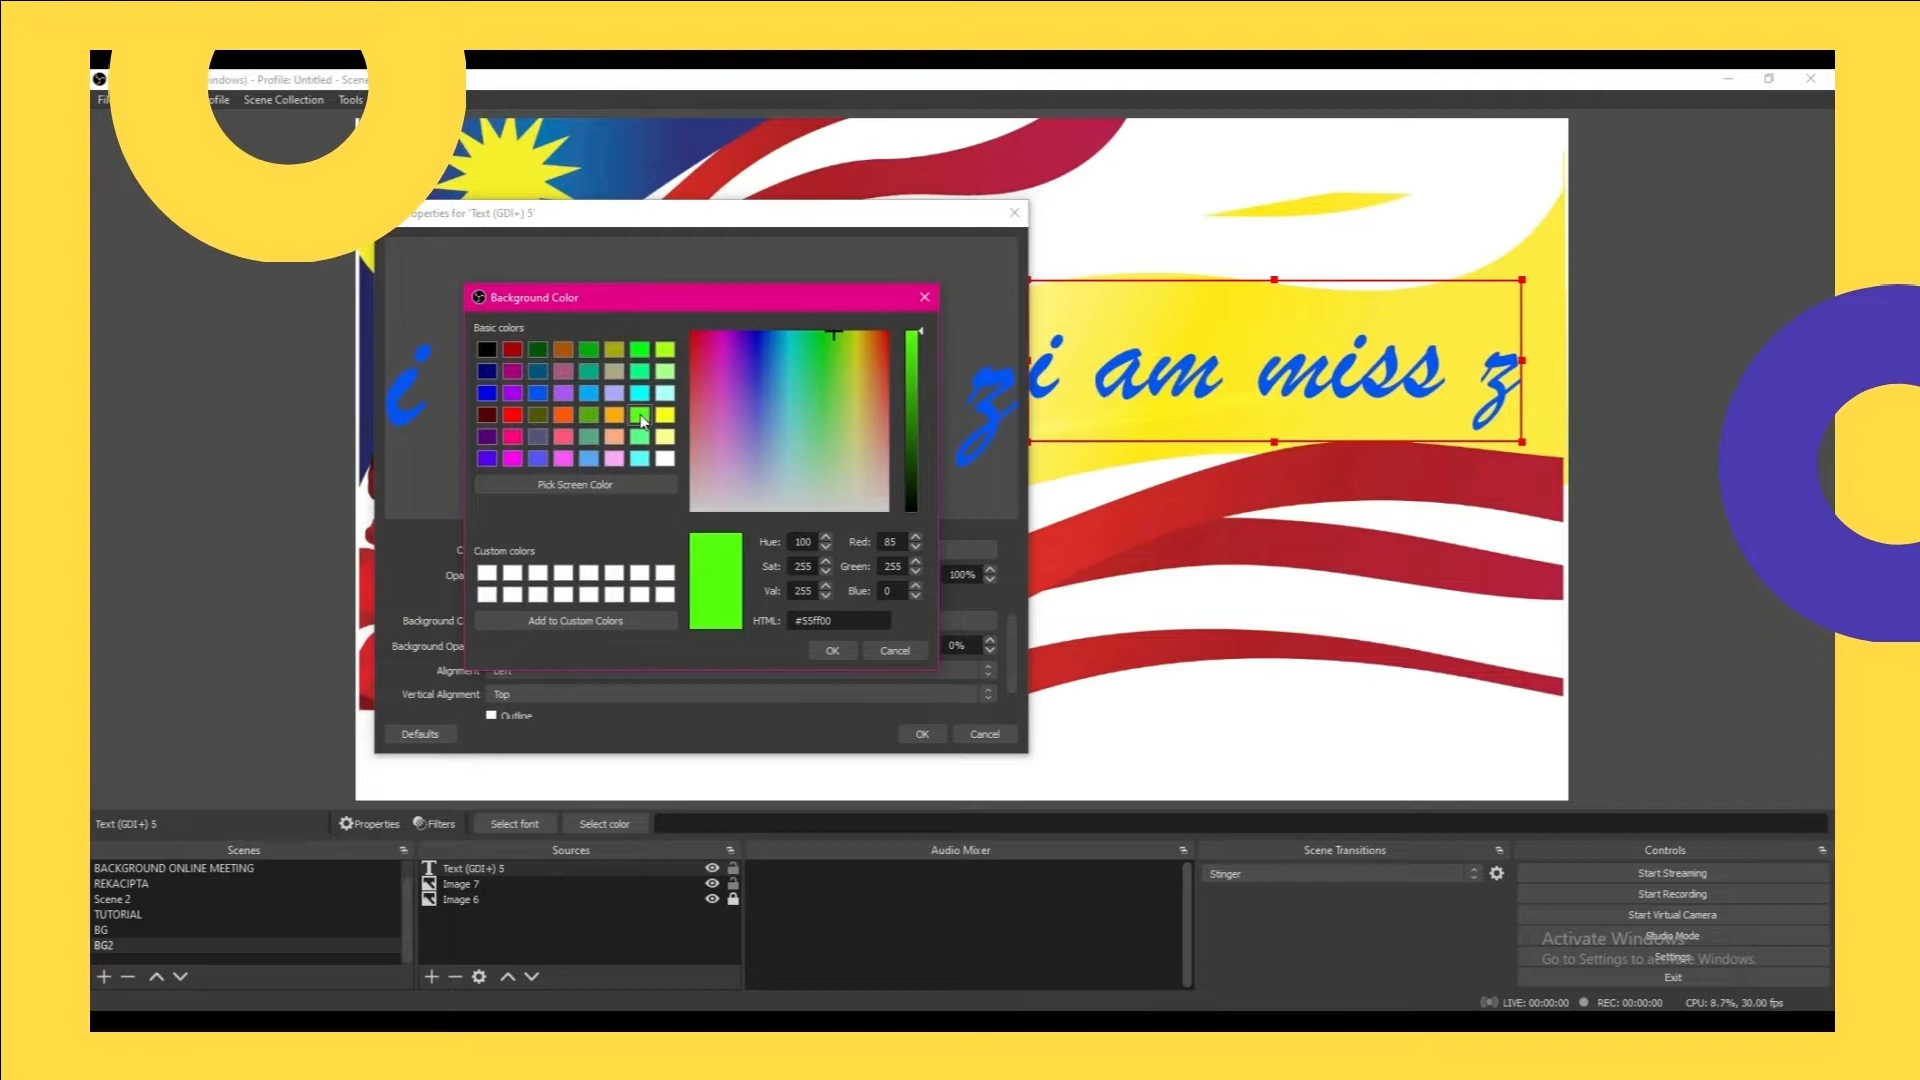 indows) - Profile: Untitled - Scene
Fil ofile Scene Collection Tools
operties for 'Text (GDI+) 5'
Background Color
Basic colors
i z i am miss z
Pick Screen Color
Hue: 100 Red: 85
Custom colors
Sat: 255 Green: 255
Opa 100%
Val: 255 Blue: 0
Background C Add to Custom Colors HTML: #55ff00
Background Opa OK Cancel 0%
Alignment Left
Vertical Alignment Top
Outline
Defaults OK Cancel
Text (GDI+) 5 Properties Filters Select font Select color
Scenes Sources Audio Mixer Scene Transitions Controls
BACKGROUND ONLINE MEETING
REKACIPTA
Scene 2
TUTORIAL
BG
BG2
Text (GDI+) 5
Image 7
Image 6
Stinger
Start Streaming
Start Recording
Start Virtual Camera
Studio Mode
Settings
Exit
Activate Windows
Go to Settings to activate Windows.
LIVE: 00:00:00 REC: 00:00:00 CPU: 8.7%, 30.00 fps